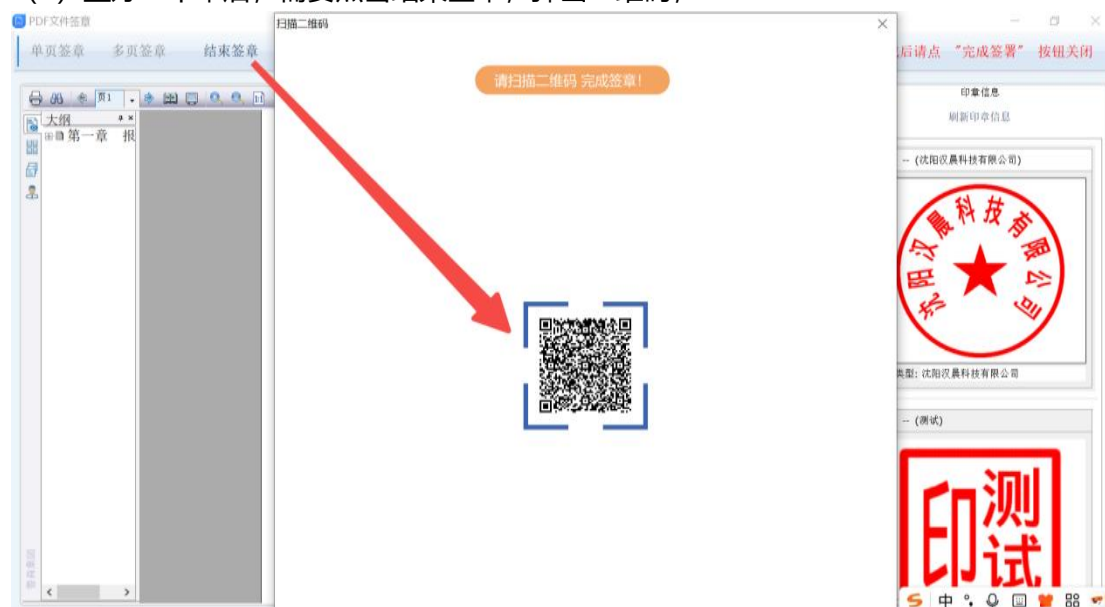 PDF文件签章
扫描二维码
单页签章 多页签章 结束签章
后请点 “完成签署” 按钮关闭
请扫描二维码 完成签章！
页1
大纲
第一章 报
印章信息
刷新印章信息
-- (沈阳汉晨科技有限公司)
沈阳汉晨科技有限公司
类型: 沈阳汉晨科技有限公司
-- (测试)
测试印
中